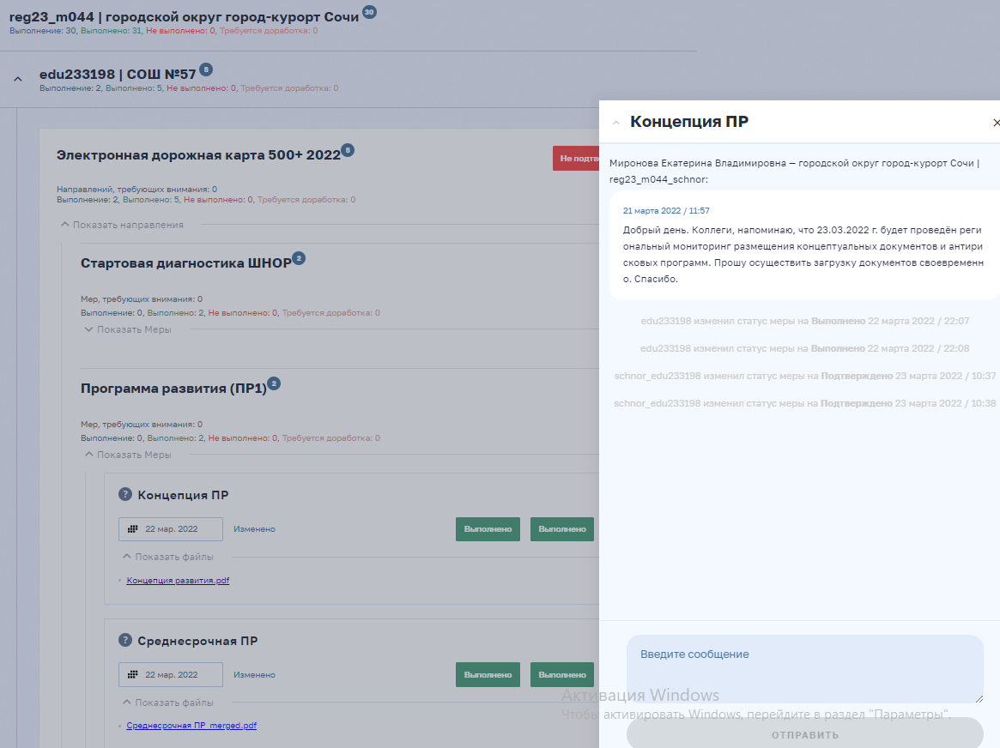 reg23_m044 | городской округ город-курорт Сочи 30
Выполнение: 30, Выполнено: 31, Не выполнено: 0, Требуется доработка: 0
edu233198 | СОШ №57 5
Выполнение: 2, Выполнено: 5, Не выполнено: 0, Требуется доработка: 0
Электронная дорожная карта 500+ 2022 5
Не подтв
Направлений, требующих внимания: 0
Выполнение: 2, Выполнено: 5, Не выполнено: 0, Требуется доработка: 0
Показать направления
Стартовая диагностика ШНОР 2
Мер, требующих внимания: 0
Выполнение: 0, Выполнено: 2, Не выполнено: 0, Требуется доработка: 0
Показать Меры
Программа развития (ПР1) 2
Мер, требующих внимания: 0
Выполнение: 0, Выполнено: 2, Не выполнено: 0, Требуется доработка: 0
Показать Меры
? Концепция ПР
22 мар. 2022 Изменено Выполнено Выполнено
Показать файлы
Концепция развития.pdf
? Среднесрочная ПР
22 мар. 2022 Изменено Выполнено Выполнено
Показать файлы
Среднесрочная ПР_merged.pdf
Концепция ПР
Миронова Екатерина Владимировна — городской округ город-курорт Сочи |
reg23_m044_schnor:
21 марта 2022 / 11:57
Добрый день. Коллеги, напоминаю, что 23.03.2022 г. будет проведён реги
ональный мониторинг размещения концептуальных документов и антири
сковых программ. Прошу осуществить загрузку документов своевременн
о. Спасибо.
edu233198 изменил статус меры на Выполнено 22 марта 2022 / 22:07
edu233198 изменил статус меры на Выполнено 22 марта 2022 / 22:08
schnor_edu233198 изменил статус меры на Подтверждено 23 марта 2022 / 10:37
schnor_edu233198 изменил статус меры на Подтверждено 23 марта 2022 / 10:38
Введите сообщение
Активация Windows
Чтобы активировать Windows, перейдите в раздел "Параметры".
ОТПРАВИТЬ